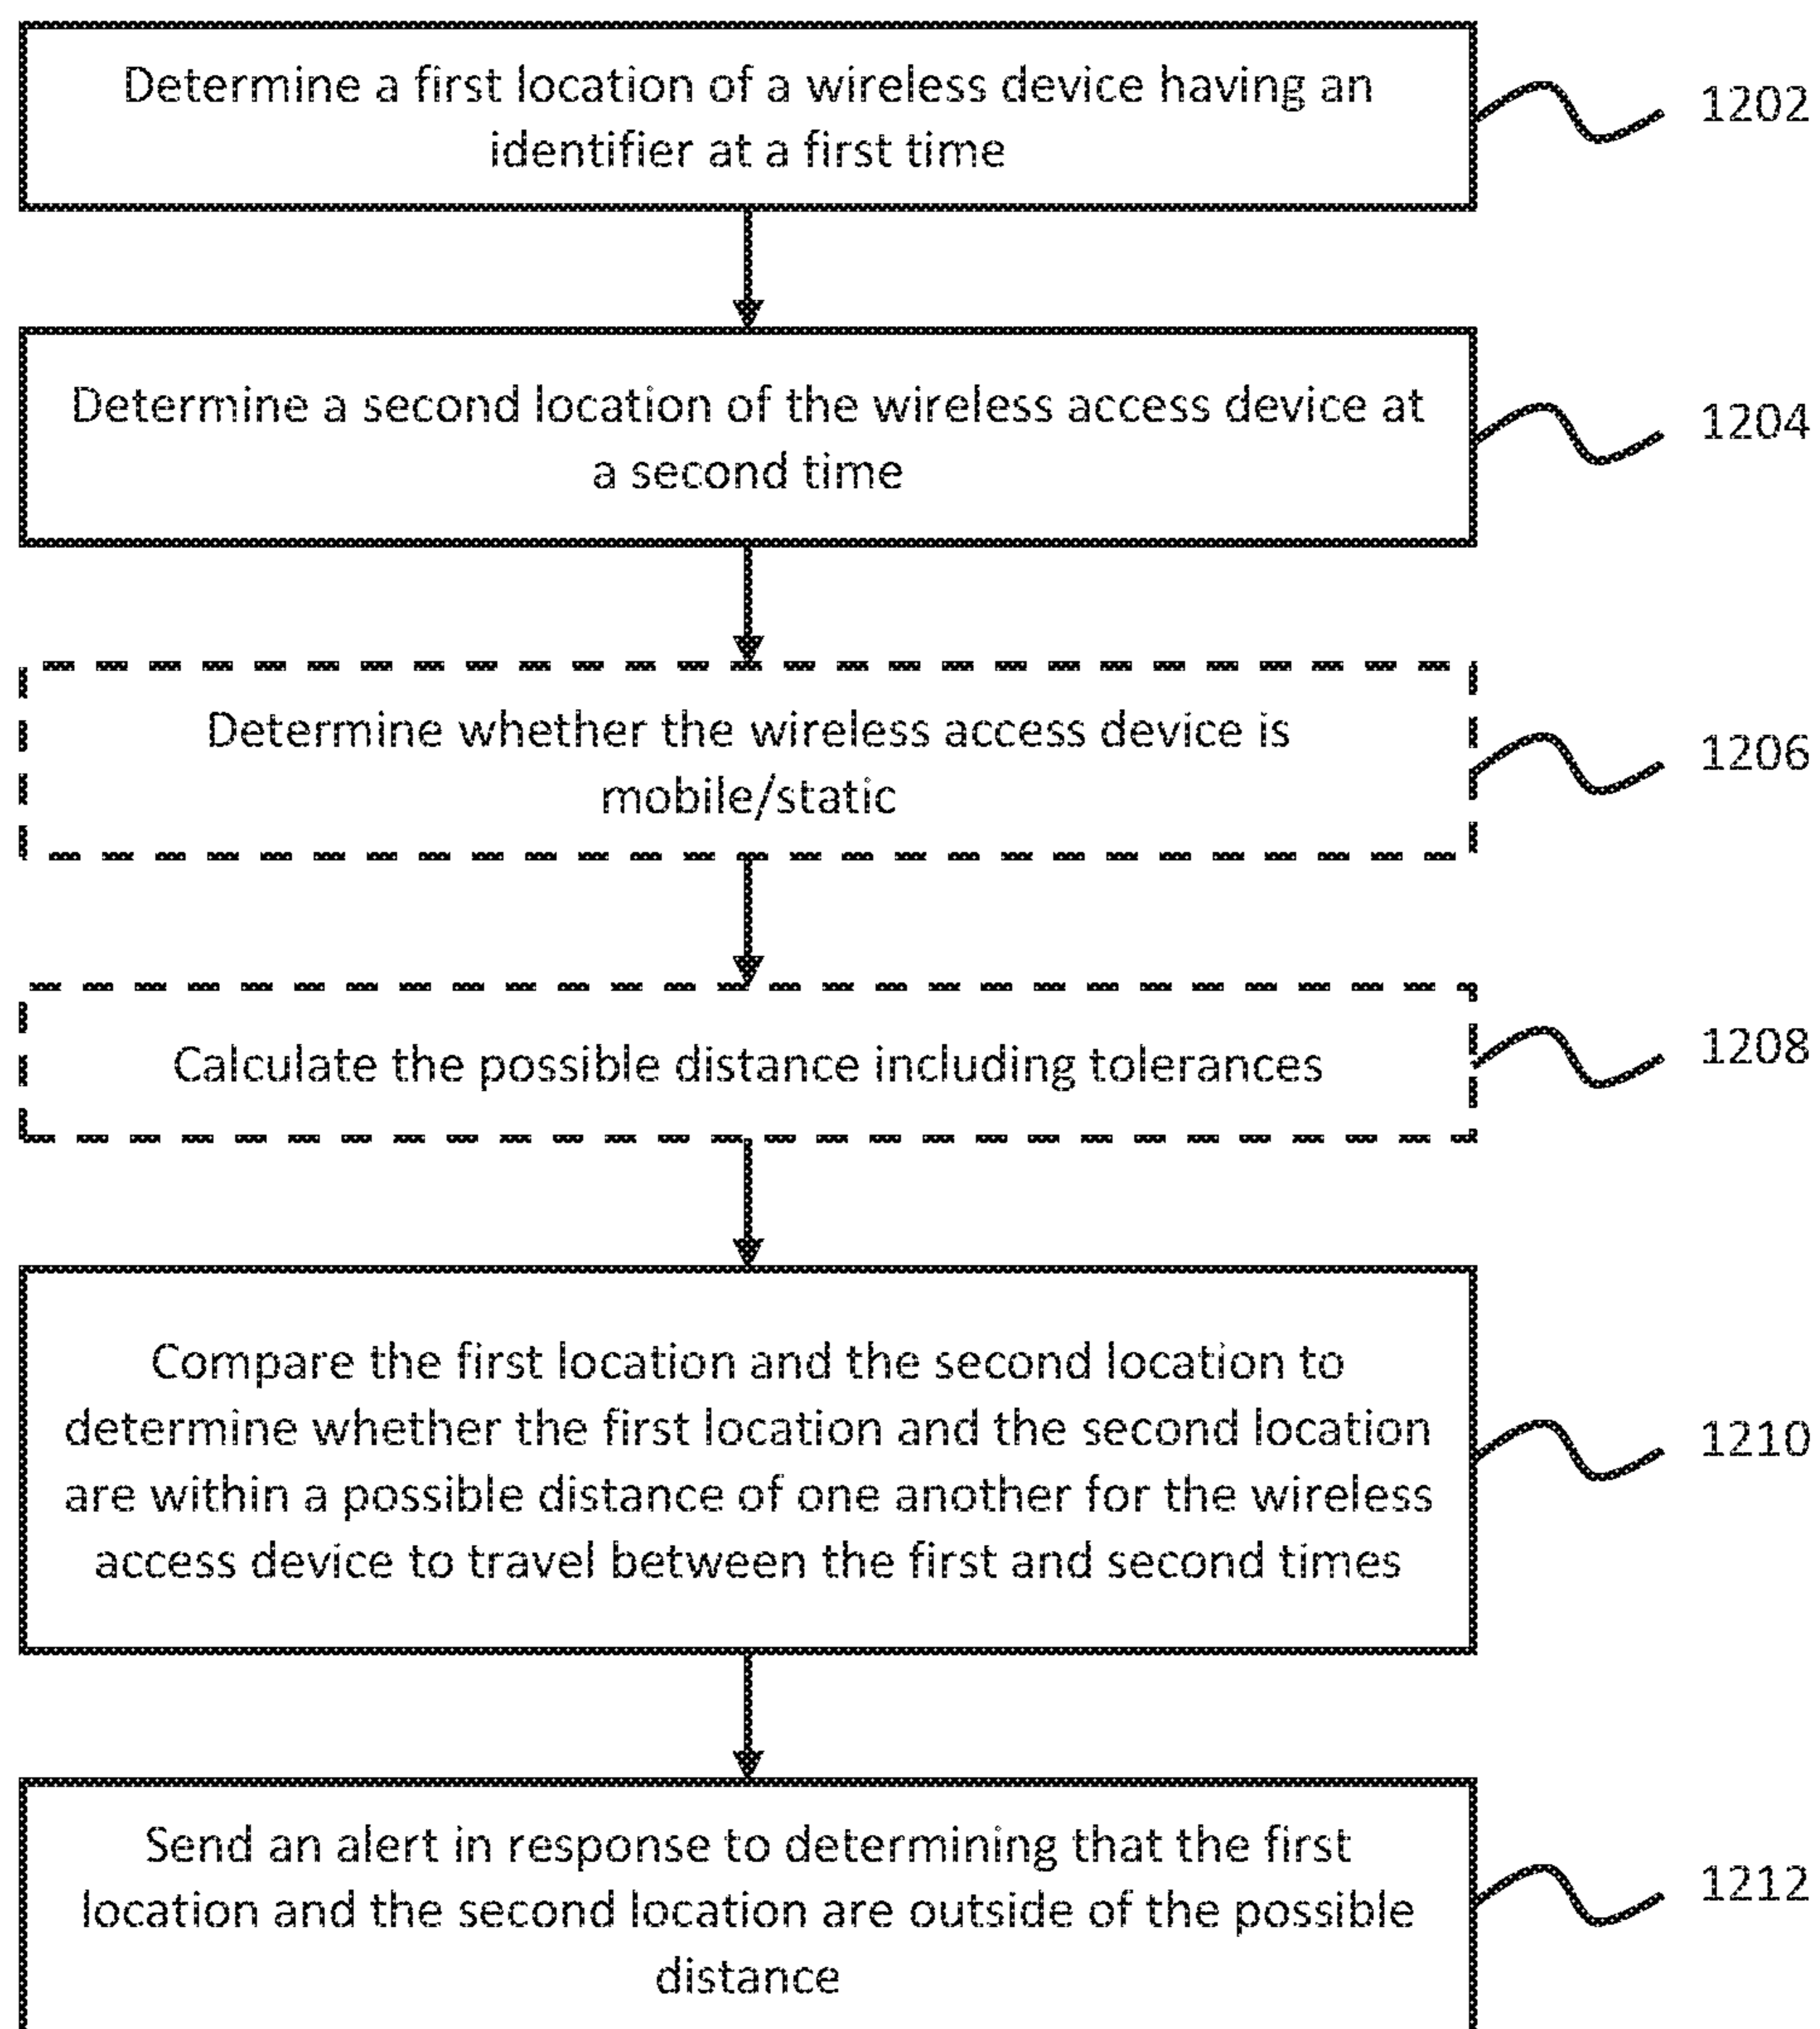 Determine a first location of a wireless device having an
identifier at a first time
1202
Determine a second location of the wireless access device at
a second time
1204
Determine whether the wireless access device is
mobile/static
1206
Calculate the possible distance including tolerances
1208
Compare the first location and the second location to
determine whether the first location and the second location
are within a possible distance of one another for the wireless
access device to travel between the first and second times
1210
Send an alert in response to determining that the first
location and the second location are outside of the possible
distance
1212